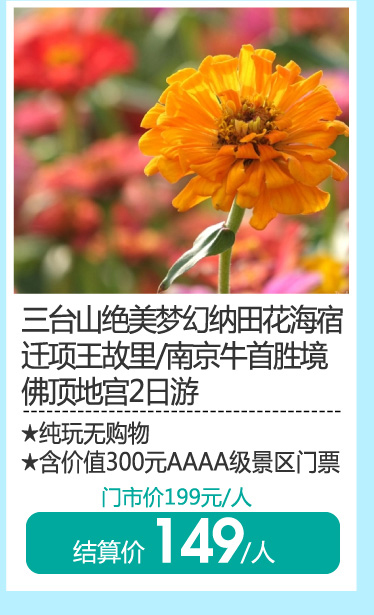 三台山绝美梦幻纳田花海宿
迁项王故里/南京牛首胜境
佛顶地宫2日游
★纯玩无购物
★含价值300元AAAA级景区门票
门市价199元/人
结算价 149/人